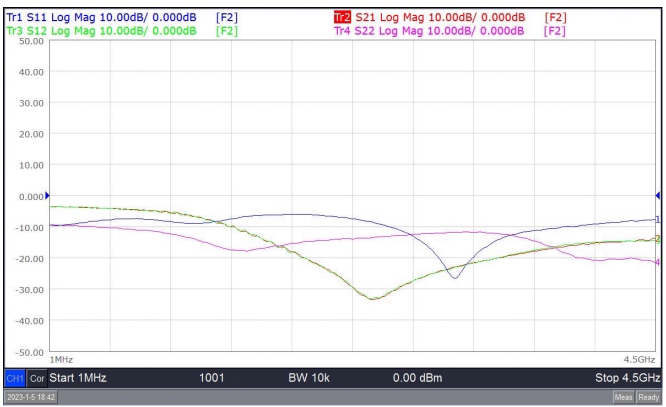 Tr1 S11 Log Mag 10.00dB/ 0.000dB [F2] Tr2 S21 Log Mag 10.00dB/ 0.000dB [F2]
Tr3 S12 Log Mag 10.00dB/ 0.000dB [F2] Tr4 S22 Log Mag 10.00dB/ 0.000dB [F2]
50.00
40.00
30.00
20.00
10.00
0.000
-10.00
1
-20.00
2
4
-30.00
-40.00
-50.00
1MHz 4.5GHz
CH1 Cor Start 1MHz 1001 BW 10k 0.00 dBm Stop 4.5GHz
2023-1-5 18:42 Meas Ready